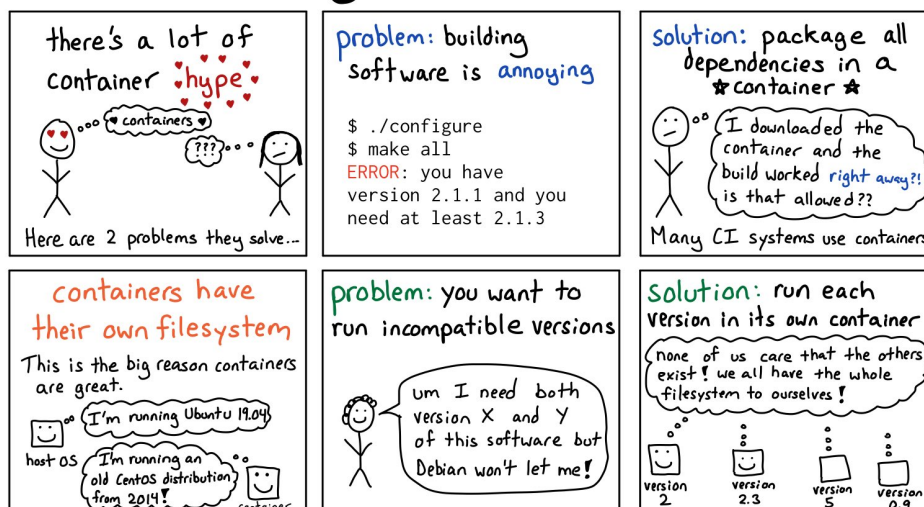 there's a lot of
container hype
containers
???
Here are 2 problems they solve...
problem: building
software is annoying
$ ./configure
$ make all
ERROR: you have
version 2.1.1 and you
need at least 2.1.3
solution: package all
dependencies in a
container
I downloaded the
container and the
build worked right away?!
is that allowed??
Many CI systems use containers
containers have
their own filesystem
This is the big reason containers
are great.
I'm running Ubuntu 19.04
host OS
I'm running an
old CentOS distribution
from 2014!
container
problem: you want to
run incompatible versions
um I need both
version X and Y
of this software but
Debian won't let me!
solution: run each
version in its own container
none of us care that the others
exist! we all have the whole
filesystem to ourselves!
version
2
version
2.3
version
5
version
0.9